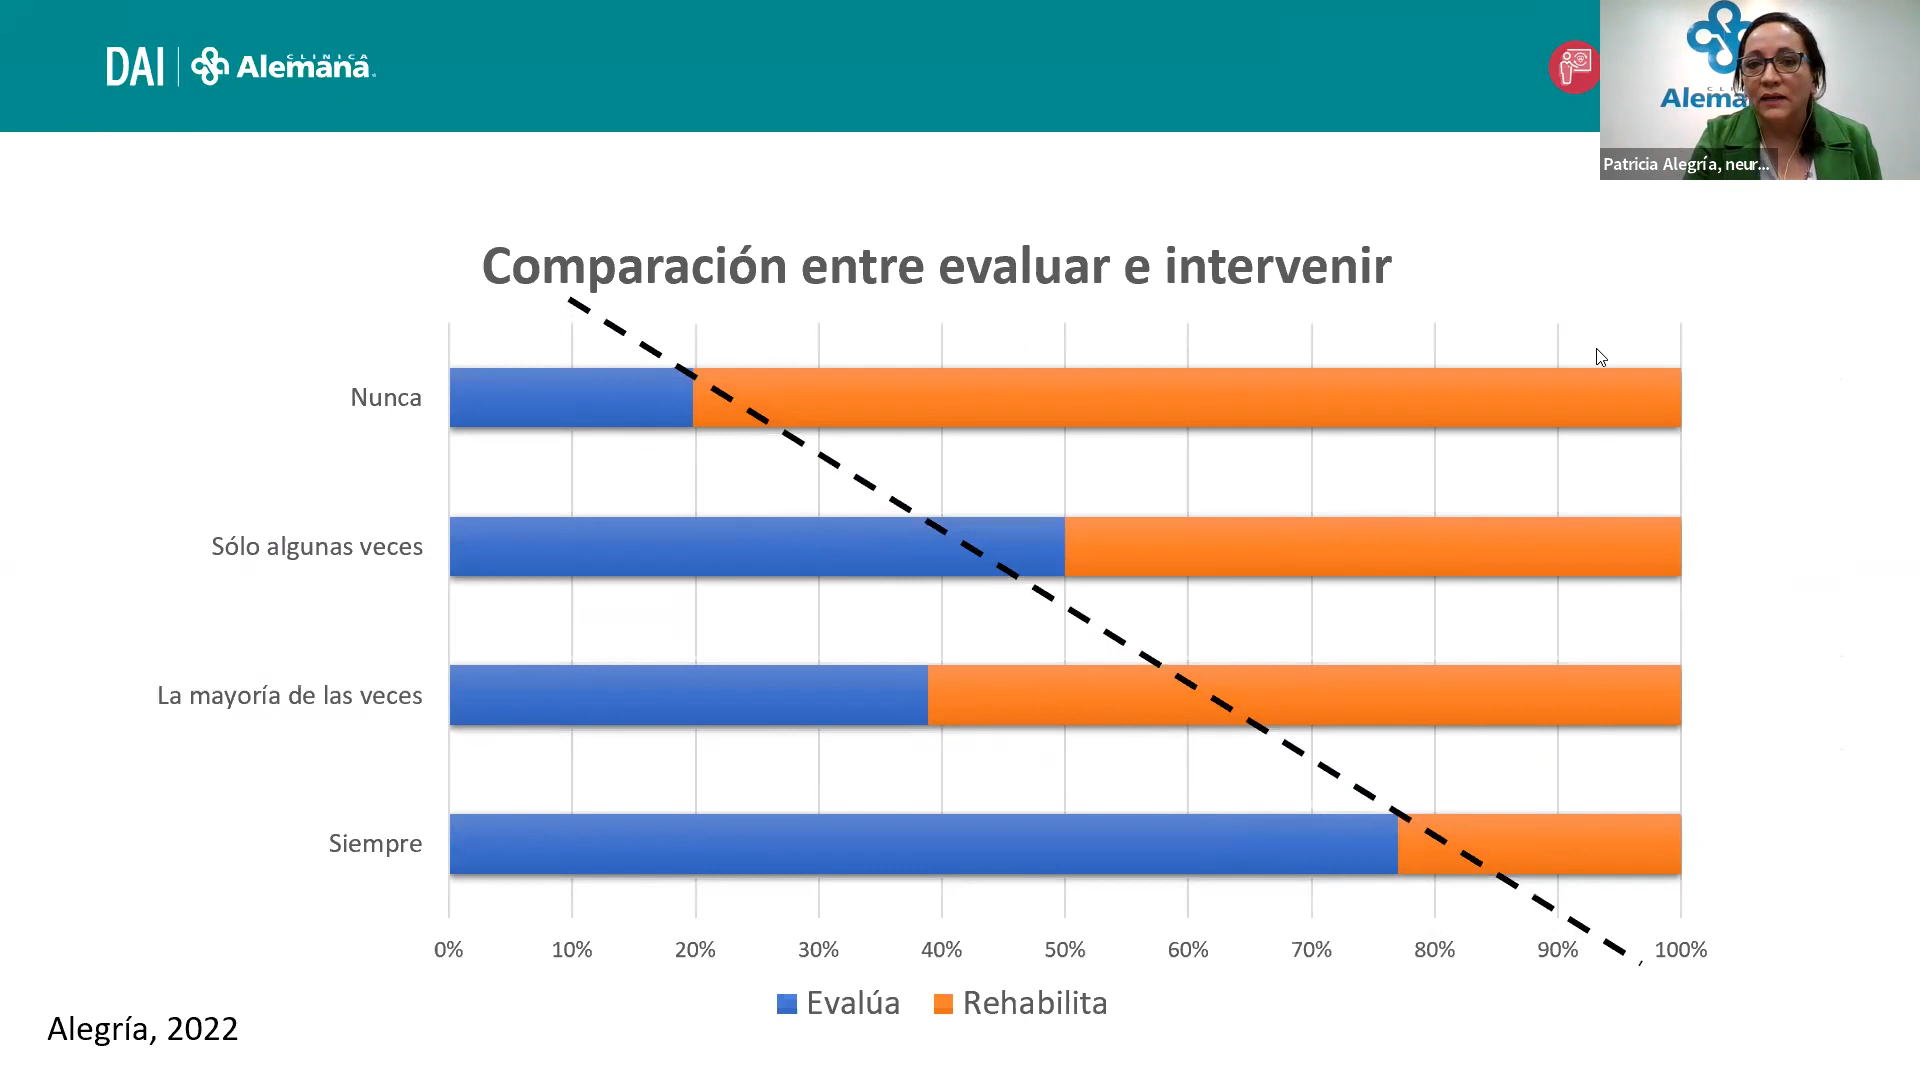 DAI
CLINICA
Alemana
Alema
Patricia Alegría, neur...
Comparación entre evaluar e intervenir
Nunca
Sólo algunas veces
La mayoría de las veces
Siempre
0% 10% 20% 30% 40% 50% 60% 70% 80% 90% 100%
Evalúa Rehabilita
Alegría, 2022